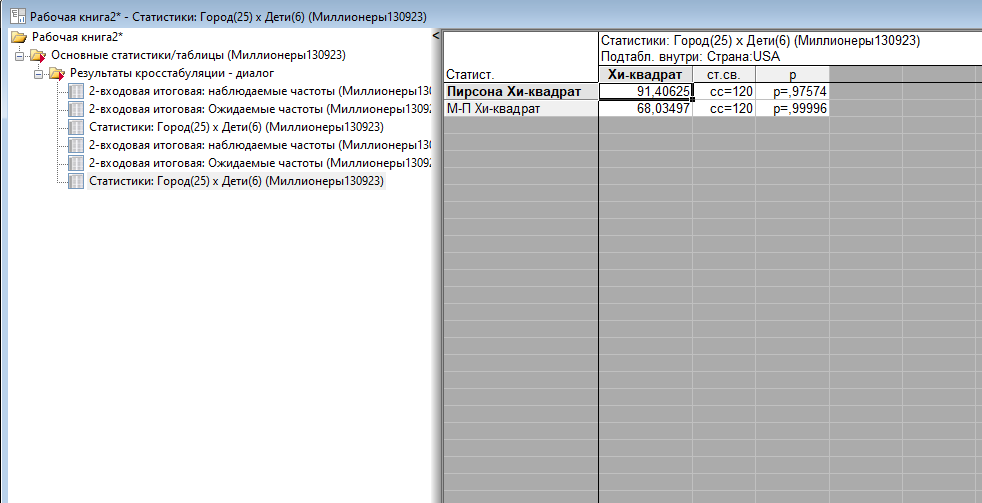 Рабочая книга2* - Статистики: Город(25) x Дети(6) (Миллионеры130923)
Рабочая книга2*
Основные статистики/таблицы (Миллионеры130923)
Результаты кросстабуляции - диалог
2-входовая итоговая: наблюдаемые частоты (Миллионеры130
2-входовая итоговая: Ожидаемые частоты (Миллионеры130923
Статистики: Город(25) x Дети(6) (Миллионеры130923)
2-входовая итоговая: наблюдаемые частоты (Миллионеры130
2-входовая итоговая: Ожидаемые частоты (Миллионеры130923
Статистики: Город(25) x Дети(6) (Миллионеры130923)
<
Статистики: Город(25) x Дети(6) (Миллионеры130923)
Подтабл. внутри: Страна:USA
Статист. Хи-квадрат ст.св. p
Пирсона Хи-квадрат 91,40625 сс=120 p=,97574
М-П Хи-квадрат 68,03497 сс=120 p=,99996